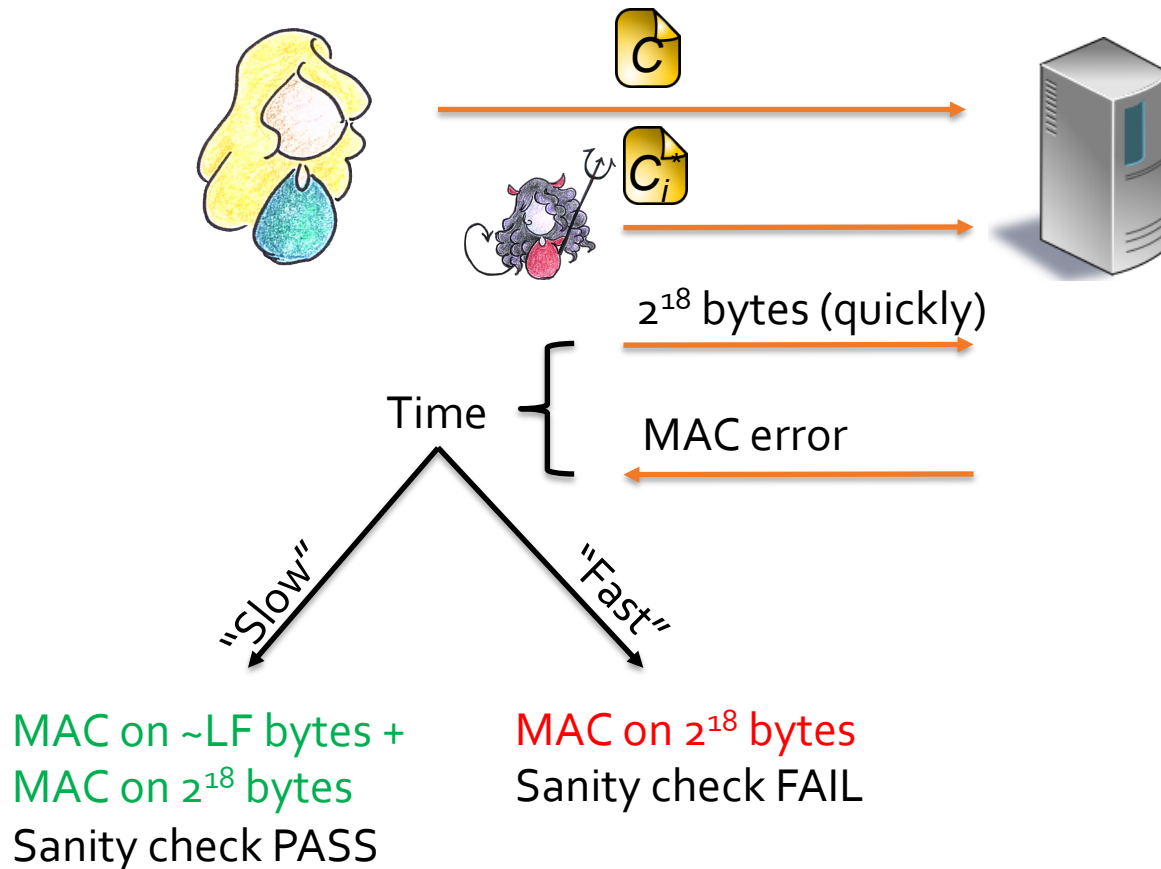 C
C*i
2¹⁸ bytes (quickly)
Time
MAC error
“Slow”
“Fast”
MAC on ~LF bytes +
MAC on 2¹⁸ bytes
Sanity check PASS
MAC on 2¹⁸ bytes
Sanity check FAIL